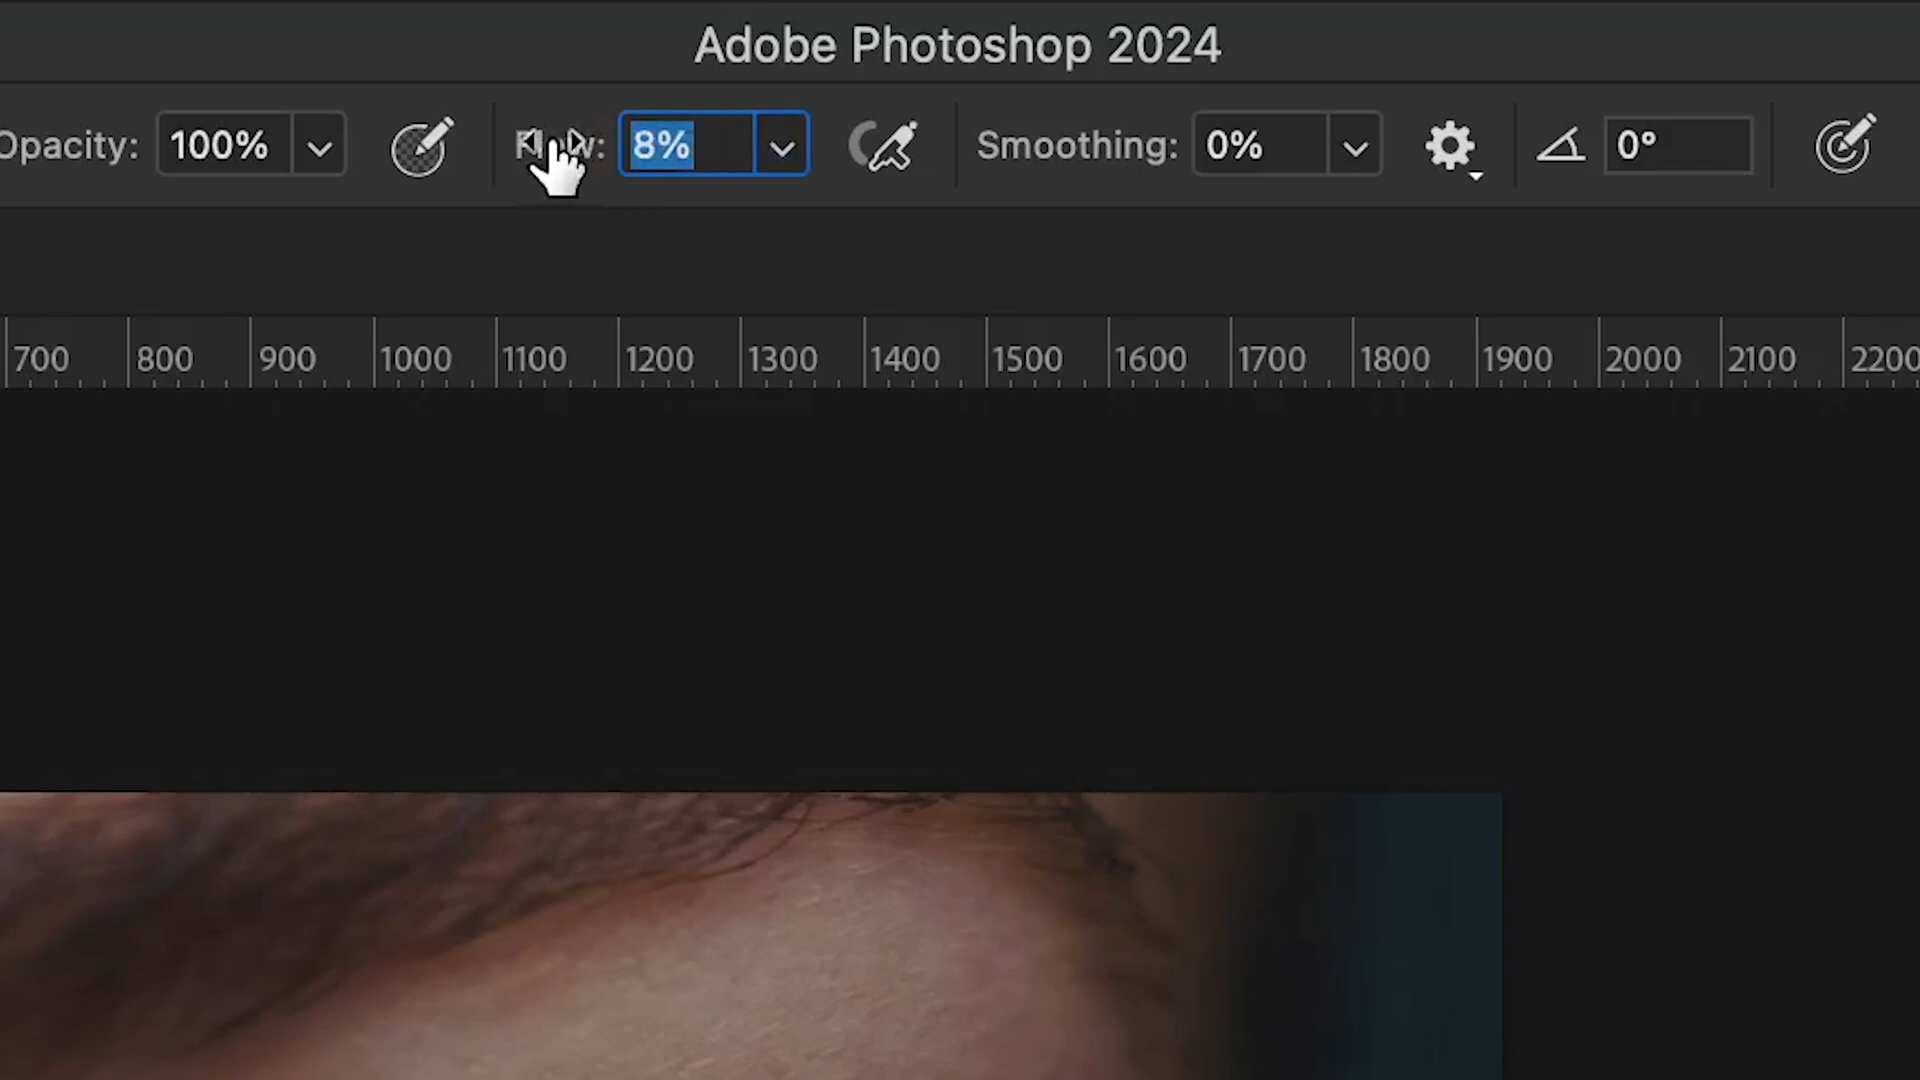 Adobe Photoshop 2024
Opacity: 100% Flow: 8% Smoothing: 0% 0°
700 800 900 1000 1100 1200 1300 1400 1500 1600 1700 1800 1900 2000 2100 2200